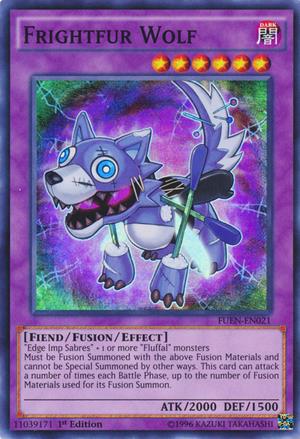 FRIGHTFUR WOLF
DARK
闇
FUEN-EN021
[FIEND/FUSION/EFFECT]
"Edge Imp Sabres" + 1 or more "Fluffal" monsters
Must be Fusion Summoned with the above Fusion Materials and
cannot be Special Summoned by other ways. This card can attack
a number of times each Battle Phase, up to the number of Fusion
Materials used for its Fusion Summon.
ATK/2000 DEF/1500
11039171 1st Edition ©1996 KAZUKI TAKAHASHI